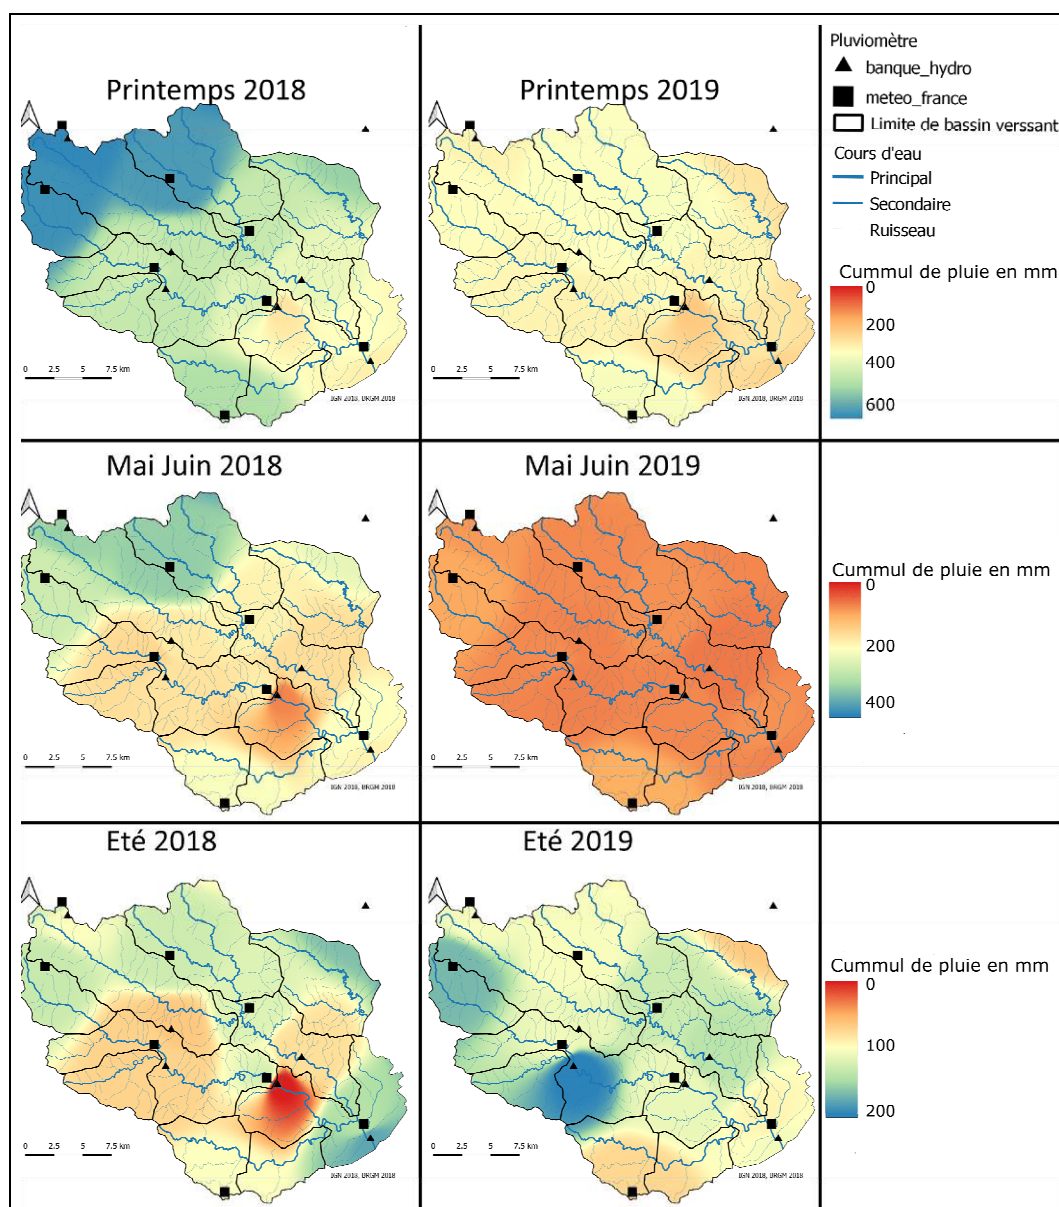 Printemps 2018
0 2.5 5 7.5 km
IGN 2018, BRGM 2018
Printemps 2019
0 2.5 5 7.5 km
IGN 2018, BRGM 2018
Pluviomètre
banque_hydro
meteo_france
Limite de bassin verssant
Cours d'eau
Principal
Secondaire
Ruisseau
Cummul de pluie en mm
0
200
400
600
Mai Juin 2018
0 2.5 5 7.5 km
IGN 2018, BRGM 2018
Mai Juin 2019
0 2.5 5 7.5 km
IGN 2018, BRGM 2018
Cummul de pluie en mm
0
200
400
Eté 2018
0 2.5 5 7.5 km
IGN 2018, BRGM 2018
Eté 2019
0 2.5 5 7.5 km
IGN 2018, BRGM 2018
Cummul de pluie en mm
0
100
200